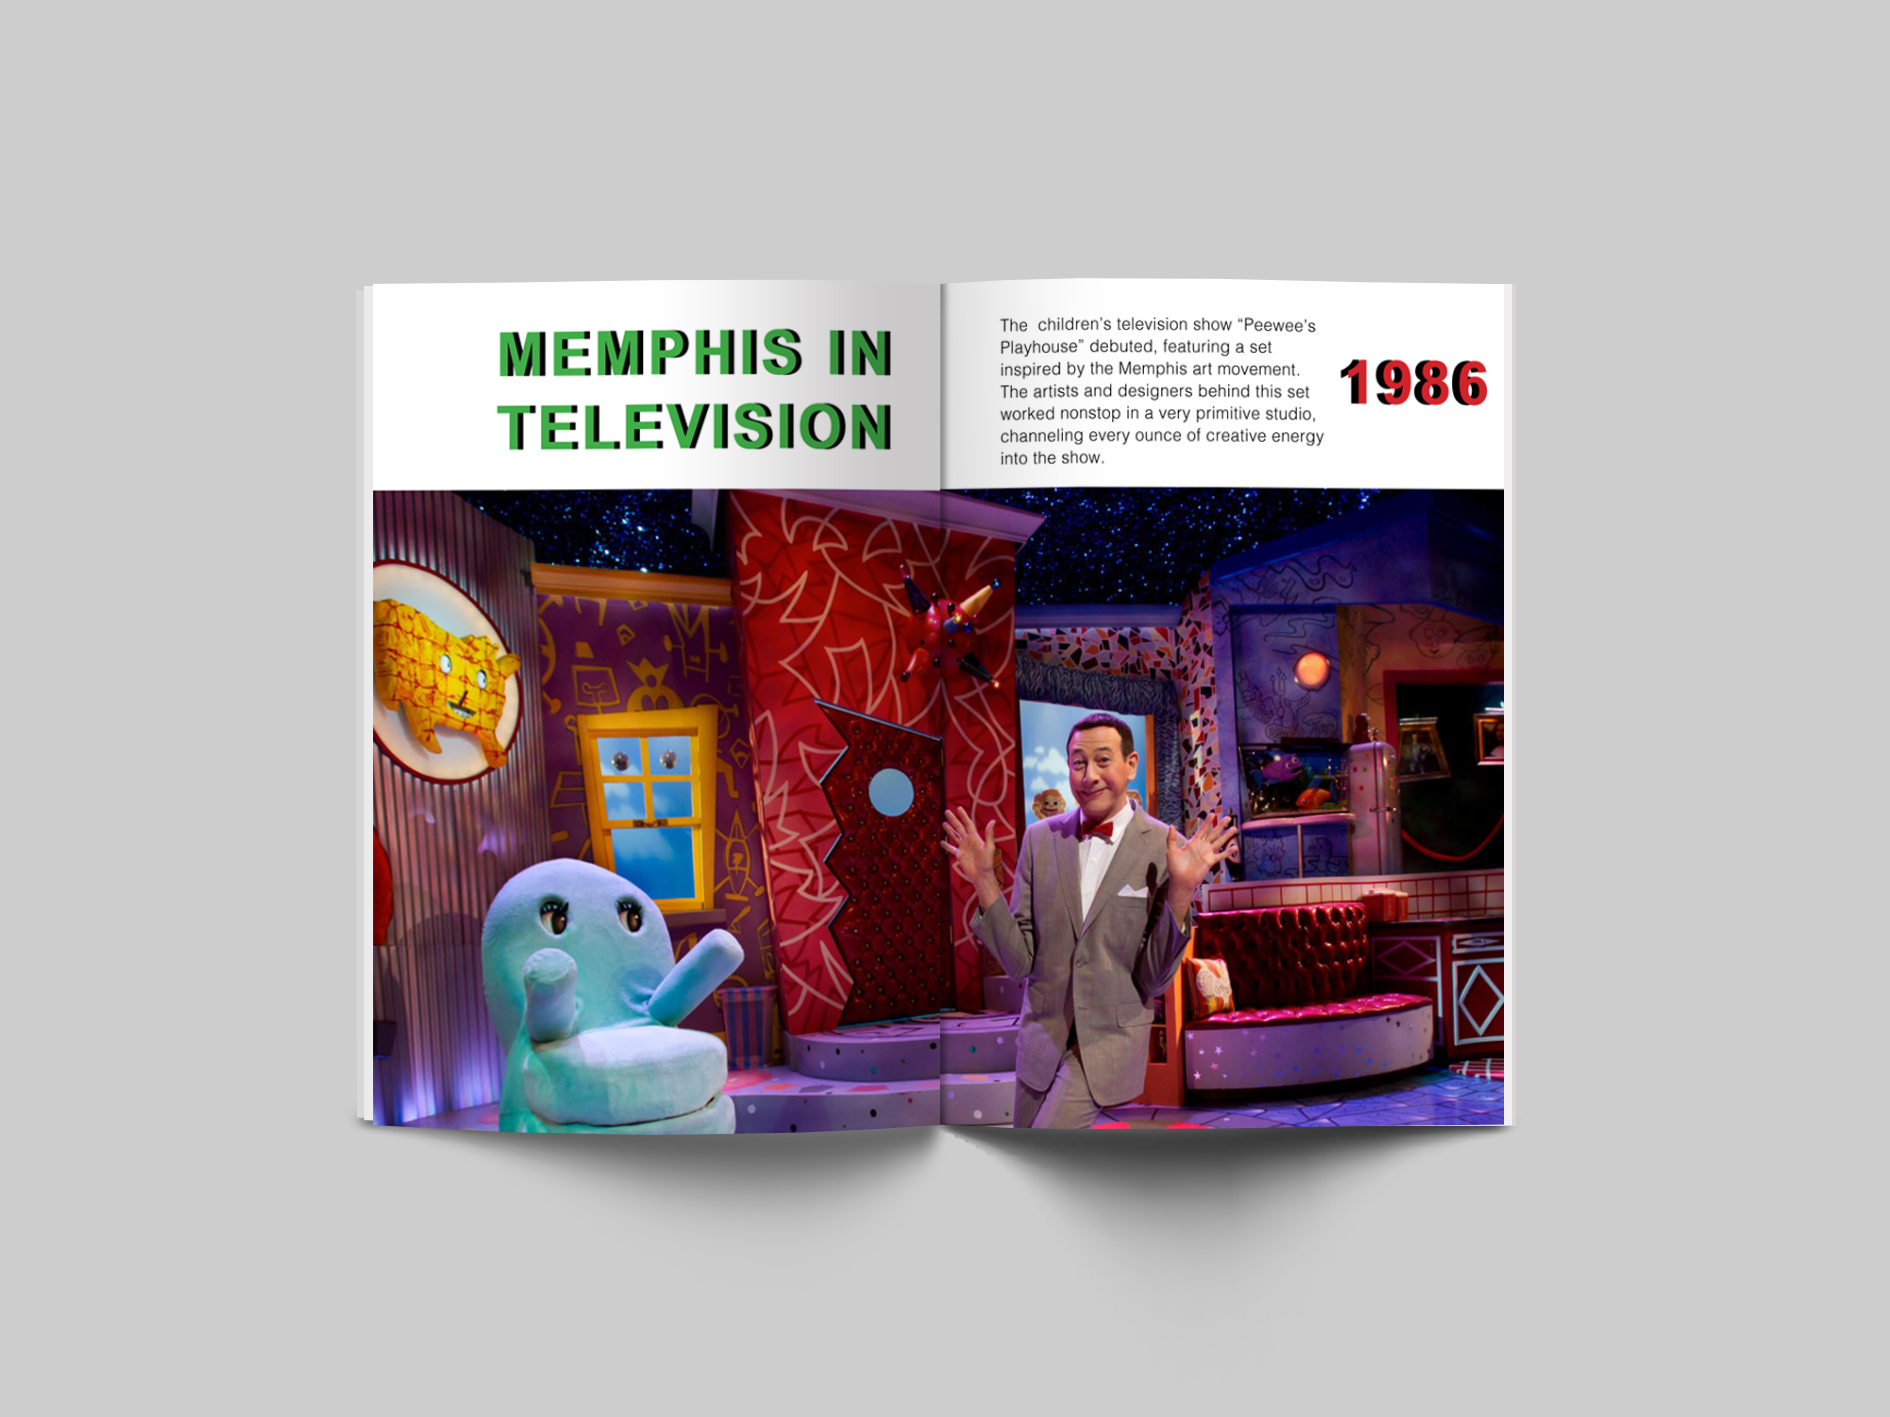 MEMPHIS IN
TELEVISION
The  children’s television show “Peewee’s
Playhouse” debuted, featuring a set
inspired by the Memphis art movement.
The artists and designers behind this set
worked nonstop in a very primitive studio,
channeling every ounce of creative energy
into the show.
1986